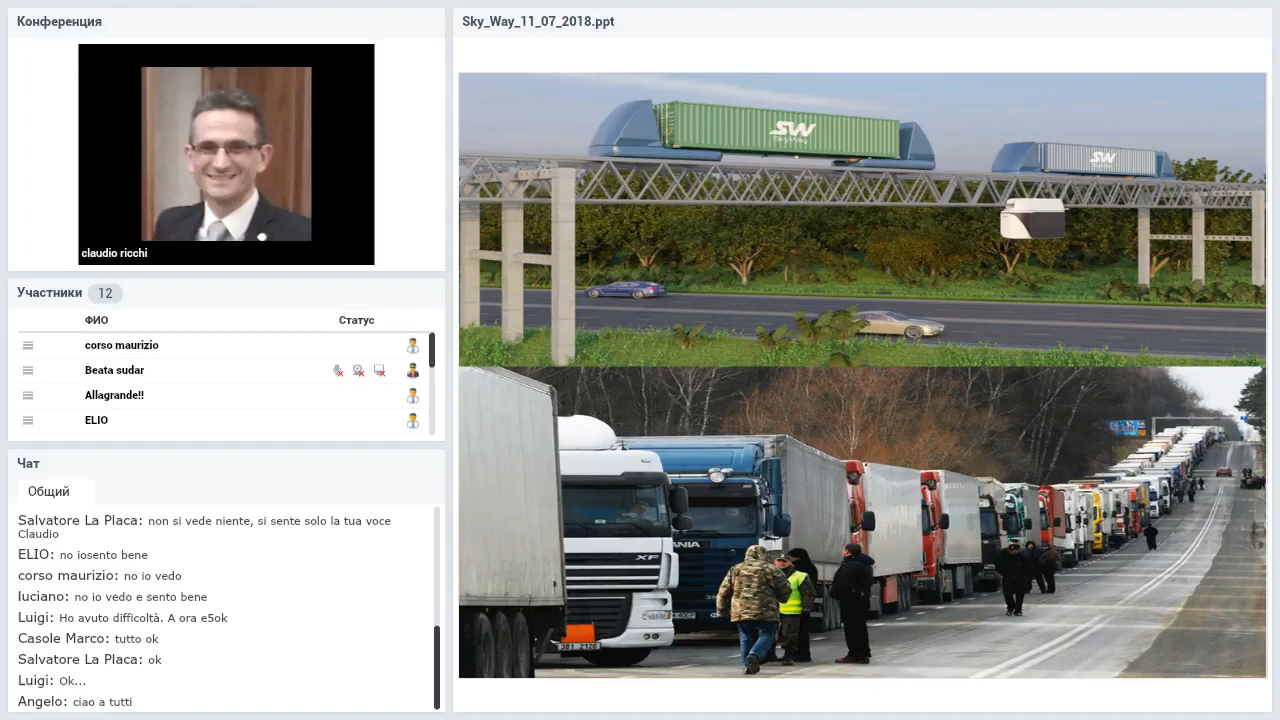 Конференция
claudio ricchi
Участники 12
ФИО Статус
corso maurizio
Beata sudar
Allagrande!!
ELIO
Чат
Общий
Salvatore La Placa: non si vede niente, si sente solo la tua voce
Claudio
ELIO: no iosento bene
corso maurizio: no io vedo
luciano: no io vedo e sento bene
Luigi: Ho avuto difficoltà. A ora e5ok
Casole Marco: tutto ok
Salvatore La Placa: ok
Luigi: Ok...
Angelo: ciao a tutti
Sky_Way_11_07_2018.ppt
SW
SkyWay
SW
XF